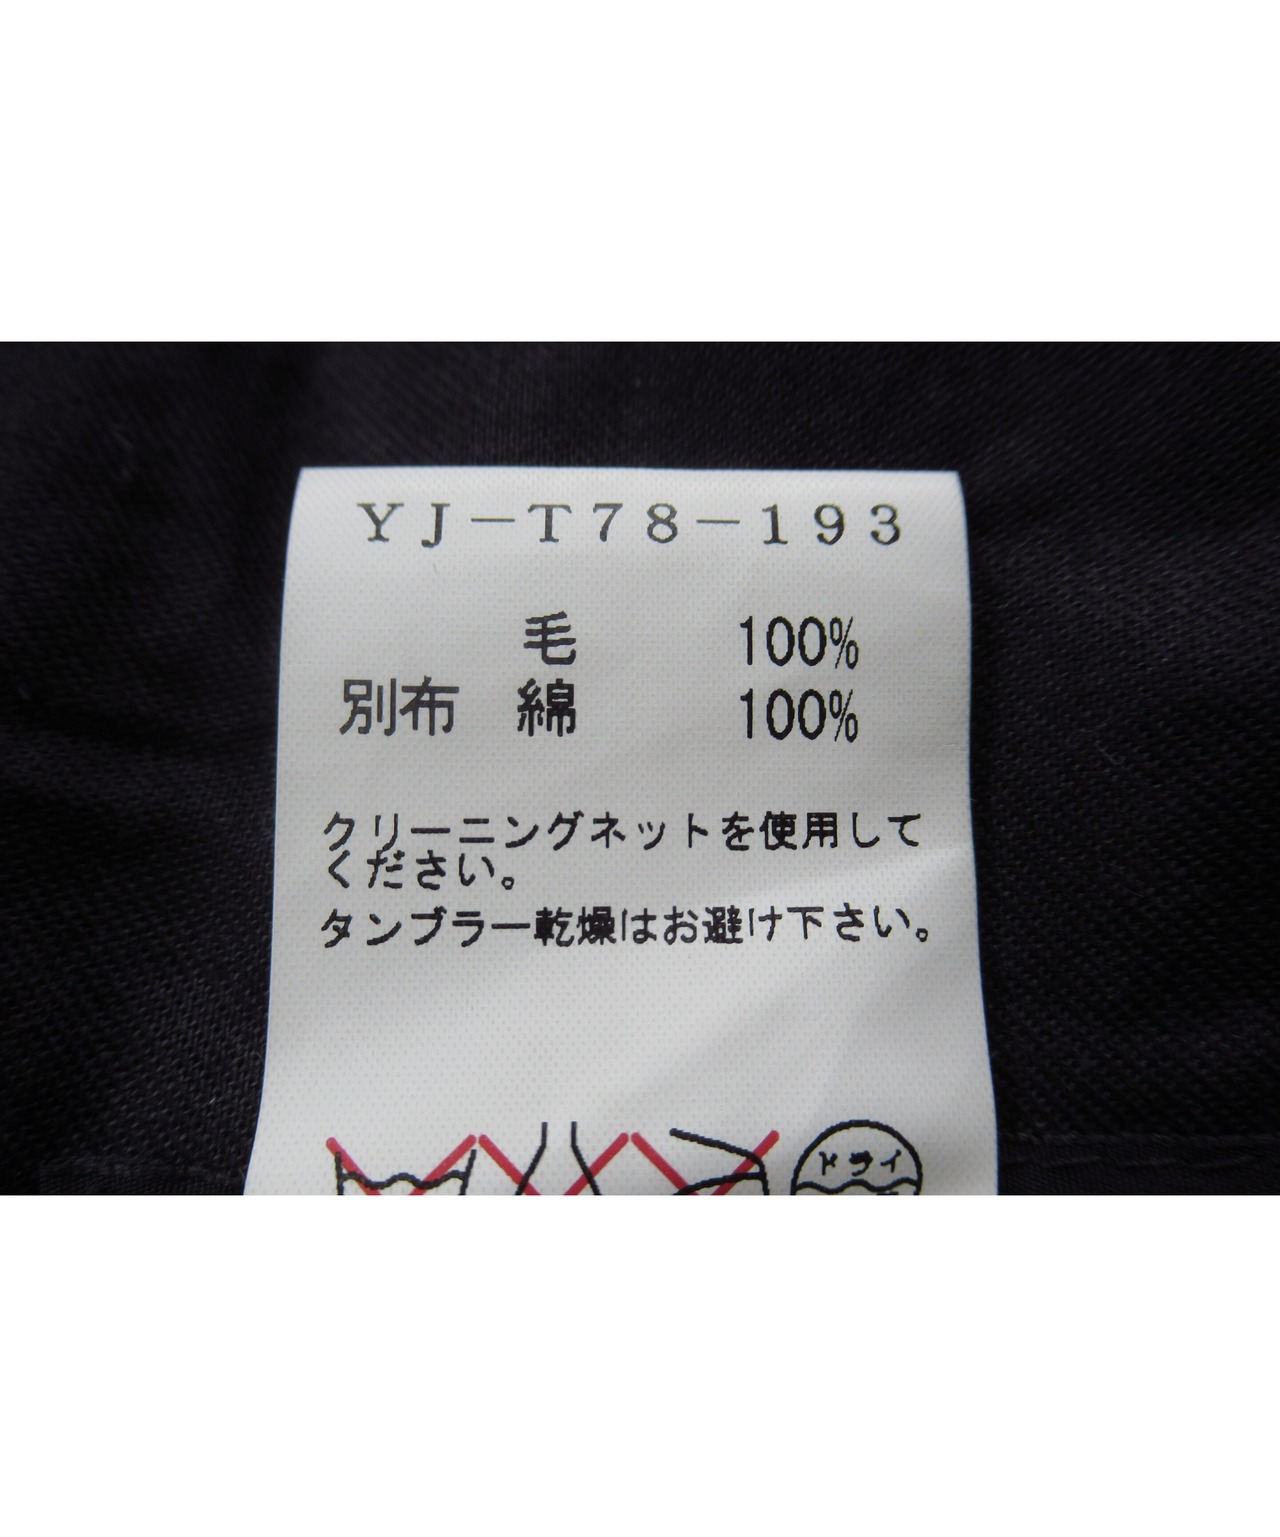 YJ-T78-193
毛 100%
別布 綿 100%
クリーニングネットを使用して
ください。
タンブラー乾燥はお避け下さい。
ドライ